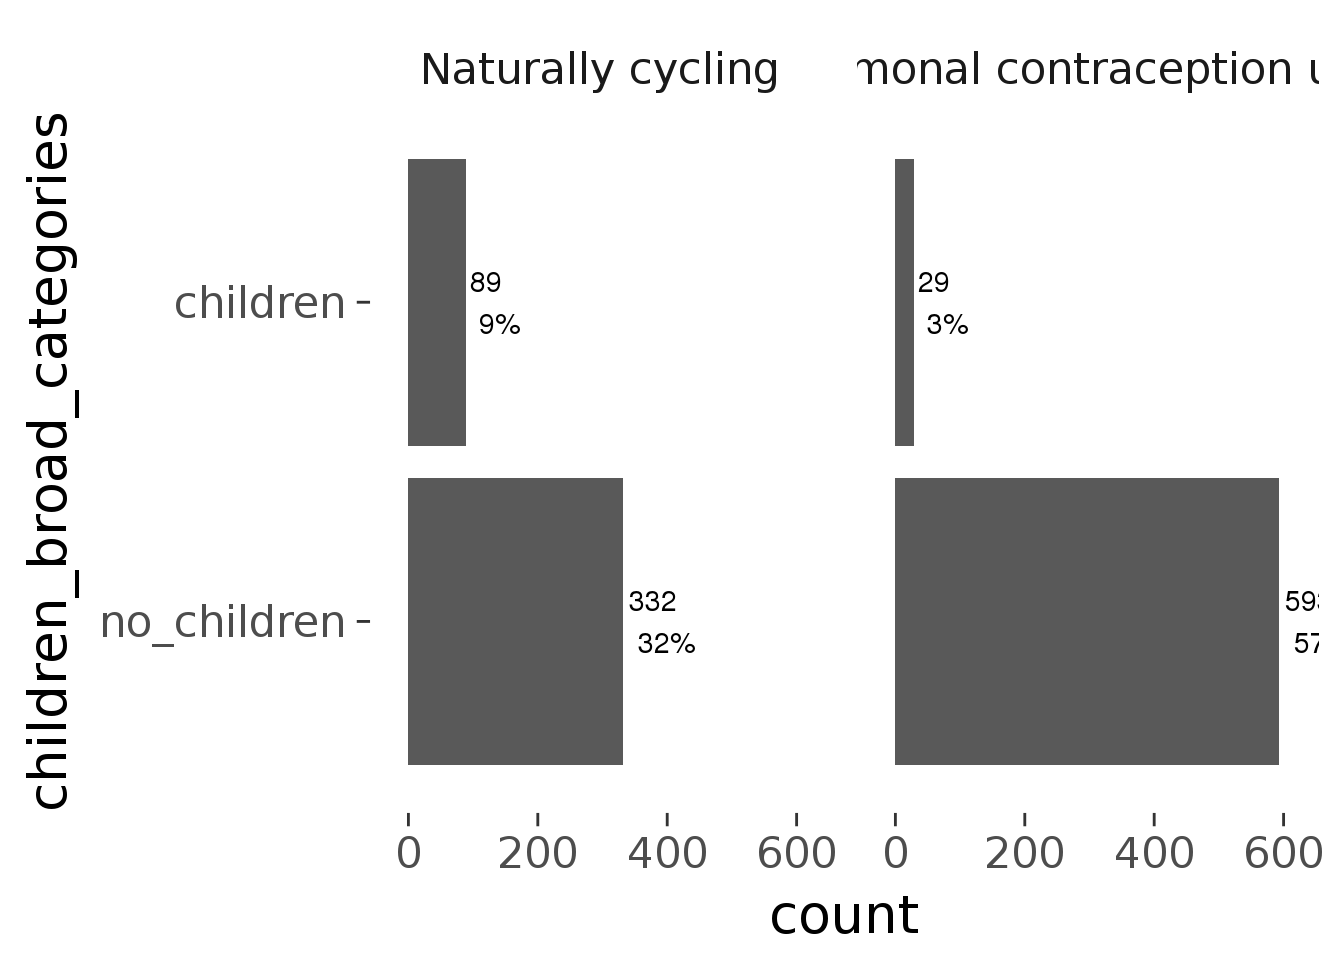 Naturally cycling
contraception
children_broad_categories
children
89
9%
29
3%
no_children
332
32%
0
200
400
600
0
200
400
600
count